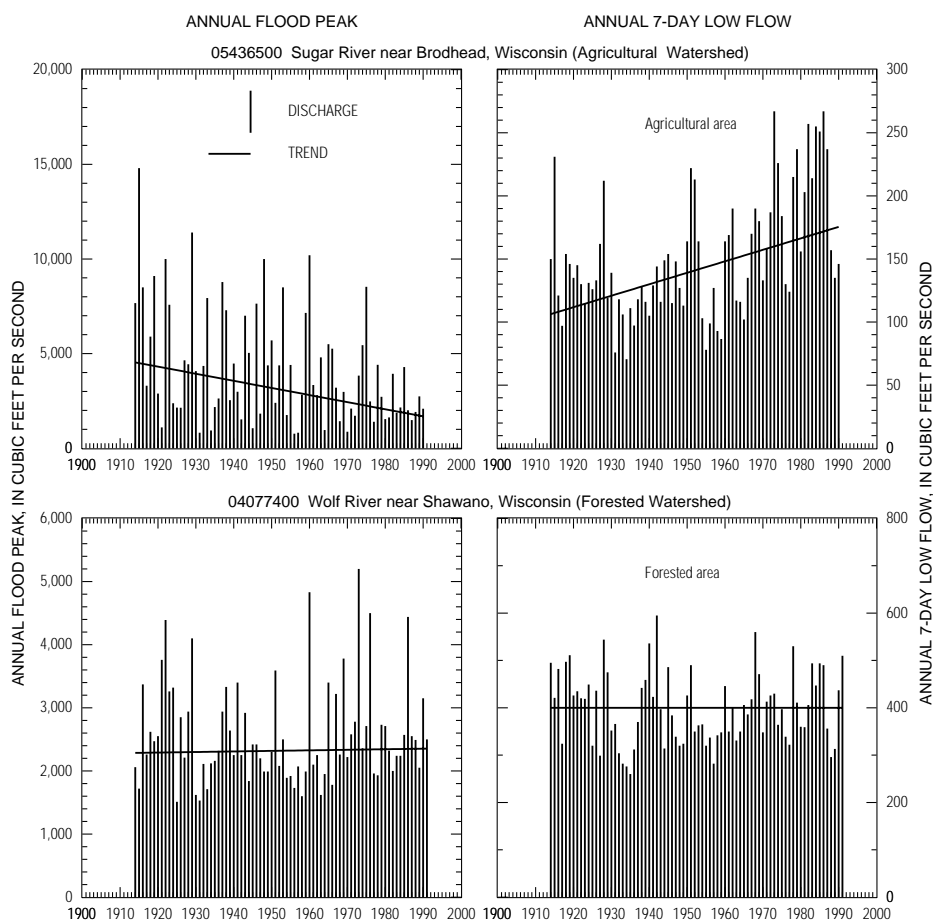 ANNUAL FLOOD PEAK
ANNUAL 7-DAY LOW FLOW
05436500 Sugar River near Brodhead, Wisconsin (Agricultural Watershed)
20,000
15,000
10,000
5,000
0
DISCHARGE
TREND
1900 1910 1920 1930 1940 1950 1960 1970 1980 1990 2000
Agricultural area
300
250
200
150
100
50
0
1900 1910 1920 1930 1940 1950 1960 1970 1980 1990 2000
04077400 Wolf River near Shawano, Wisconsin (Forested Watershed)
6,000
5,000
4,000
3,000
2,000
1,000
0
1900 1910 1920 1930 1940 1950 1960 1970 1980 1990 2000
Forested area
800
600
400
200
0
1900 1910 1920 1930 1940 1950 1960 1970 1980 1990 2000
ANNUAL FLOOD PEAK, IN CUBIC FEET PER SECOND
ANNUAL 7-DAY LOW FLOW, IN CUBIC FEET PER SECOND